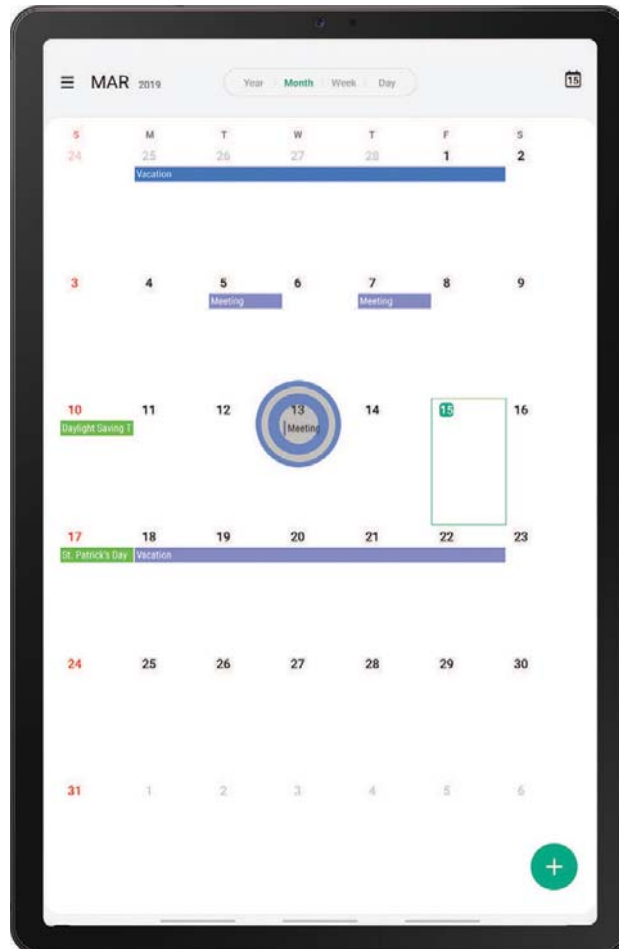 MAR 2019 Year Month Week Day 15
S M T W T F S
24 25 26 27 28 1 2
Vacation
3 4 5 6 7 8 9
Meeting Meeting
10 11 12 13 14 15 16
Daylight Saving T Meeting
17 18 19 20 21 22 23
St. Patrick's Day Vacation
24 25 26 27 28 29 30
31 1 2 3 4 5 6